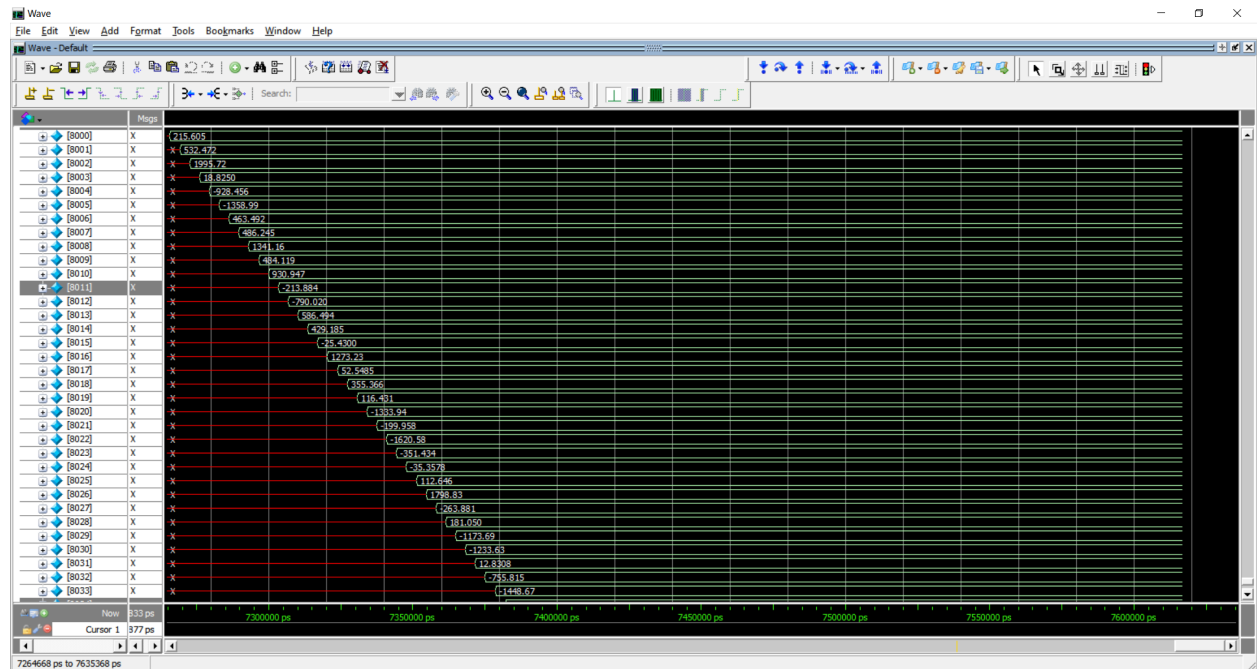 Wave
File Edit View Add Format Tools Bookmarks Window Help
Wave - Default
Search:
Msgs
[8000] X 215.605
[8001] X X 532.472
[8002] X X 1995.72
[8003] X X 18.8250
[8004] X X -928.456
[8005] X X -1358.99
[8006] X X 463.492
[8007] X X 486.245
[8008] X X 1341.16
[8009] X X 484.119
[8010] X X 930.947
[8011] X X -213.884
[8012] X X -790.020
[8013] X X 586.494
[8014] X X 429.185
[8015] X X -25.4300
[8016] X X 1273.23
[8017] X X 52.5485
[8018] X X 355.366
[8019] X X 116.431
[8020] X X -1333.94
[8021] X X -199.958
[8022] X X -1620.58
[8023] X X -351.434
[8024] X X -35.3578
[8025] X X 112.646
[8026] X X 1798.83
[8027] X X -263.881
[8028] X X 181.050
[8029] X X -1173.69
[8030] X X -1233.63
[8031] X X 12.8308
[8032] X X -755.815
[8033] X X -1448.67
Now 833 ps
7300000 ps 7350000 ps 7400000 ps 7450000 ps 7500000 ps 7550000 ps 7600000 ps
Cursor 1 877 ps
7264668 ps to 7635368 ps